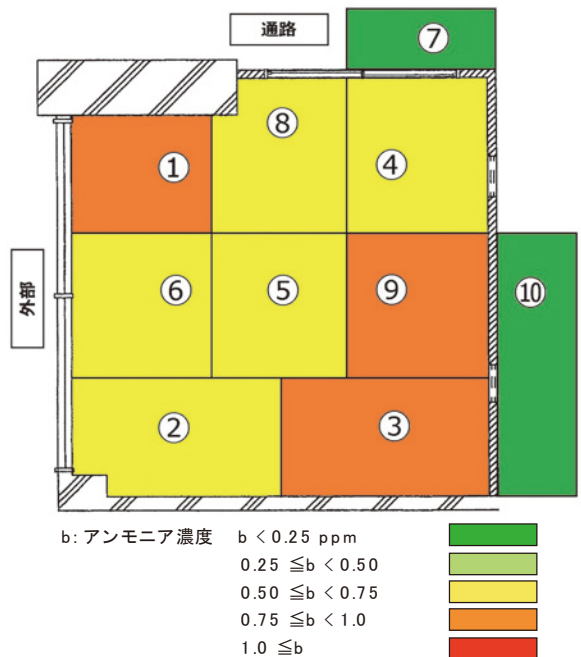 通路
⑦
⑧
①
④
外部
⑥
⑤
⑨
⑩
②
③
b: アンモニア濃度 b < 0.25 ppm
0.25 ≦b < 0.50
0.50 ≦b < 0.75
0.75 ≦b < 1.0
1.0 ≦b